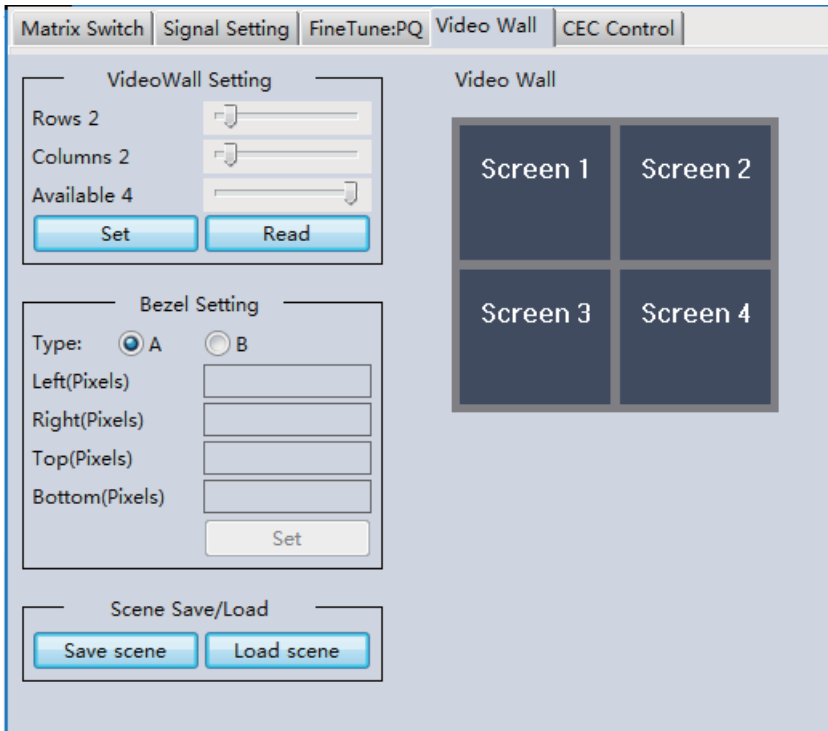 Matrix Switch Signal Setting FineTune:PQ Video Wall CEC Control
VideoWall Setting
Rows 2
Columns 2
Available 4
Set Read
Bezel Setting
Type: A B
Left(Pixels)
Right(Pixels)
Top(Pixels)
Bottom(Pixels)
Set
Scene Save/Load
Save scene Load scene
Video Wall
Screen 1 Screen 2
Screen 3 Screen 4